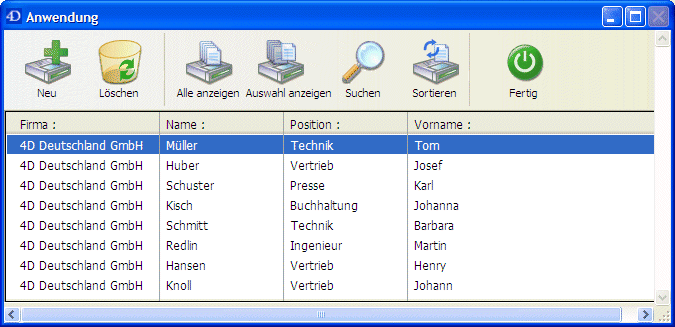 4D Anwendung
Neu Löschen Alle anzeigen Auswahl anzeigen Suchen Sortieren Fertig
Firma : Name : Position : Vorname :
4D Deutschland GmbH Müller Technik Tom
4D Deutschland GmbH Huber Vertrieb Josef
4D Deutschland GmbH Schuster Presse Karl
4D Deutschland GmbH Kisch Buchhaltung Johanna
4D Deutschland GmbH Schmitt Technik Barbara
4D Deutschland GmbH Redlin Ingenieur Martin
4D Deutschland GmbH Hansen Vertrieb Henry
4D Deutschland GmbH Knoll Vertrieb Johann